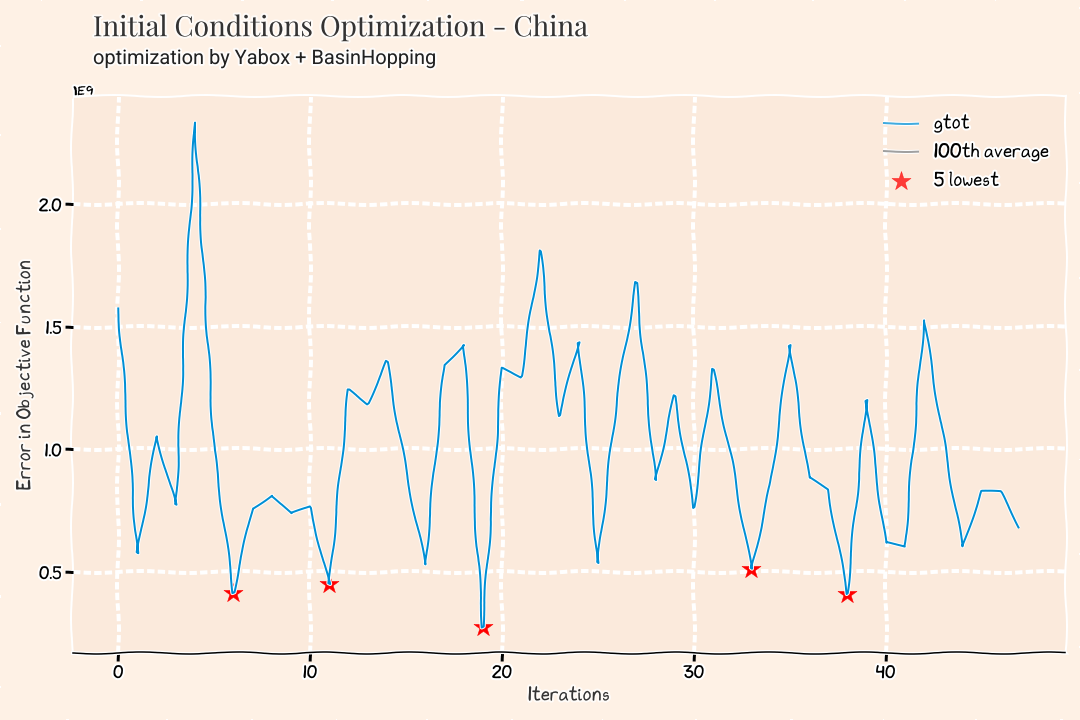 Initial Conditions Optimization - China
optimization by Yabox + BasinHopping
1E9
gtot
100th average
5 lowest
2.0
1.5
1.0
0.5
Error in Objective Function
0 10 20 30 40
Iterations